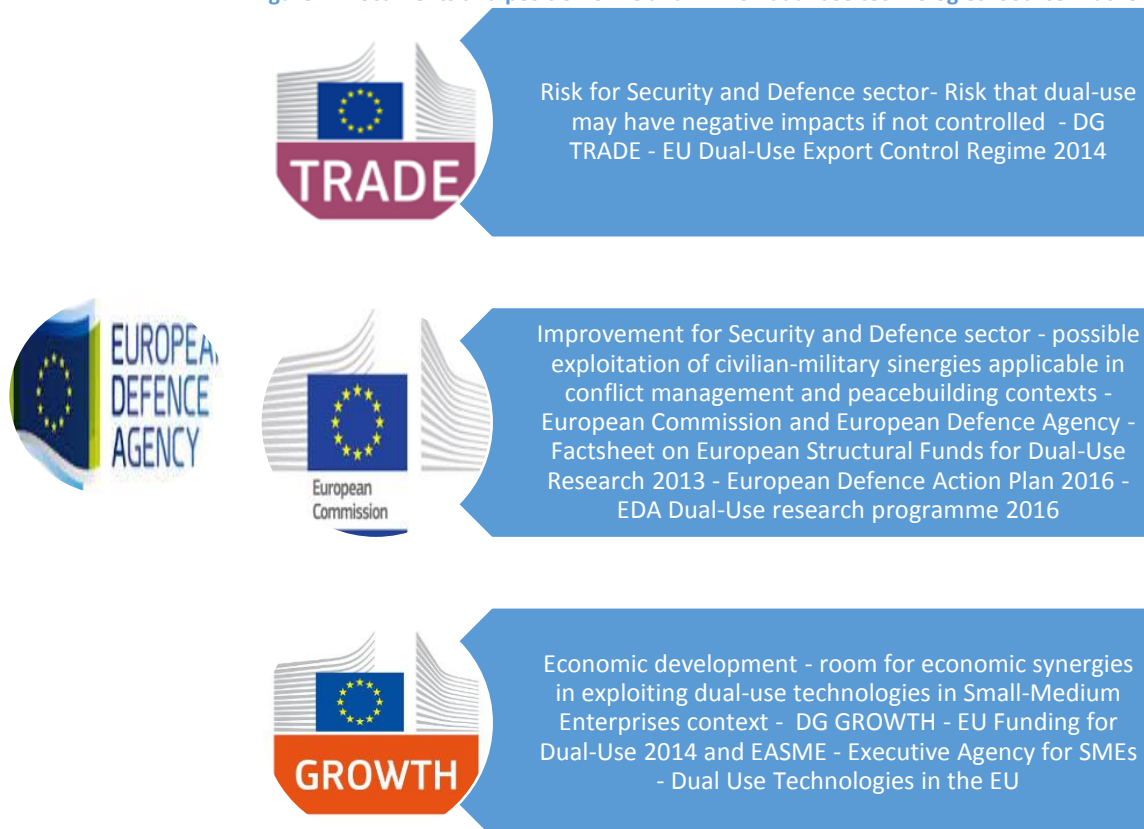 TRADE
Risk for Security and Defence sector- Risk that dual-use
may have negative impacts if not controlled - DG
TRADE - EU Dual-Use Export Control Regime 2014
EUROPEA
DEFENCE
AGENCY
European
Commission
Improvement for Security and Defence sector - possible
exploitation of civilian-military sinergies applicable in
conflict management and peacebuilding contexts -
European Commission and European Defence Agency -
Factsheet on European Structural Funds for Dual-Use
Research 2013 - European Defence Action Plan 2016 -
EDA Dual-Use research programme 2016
GROWTH
Economic development - room for economic synergies
in exploiting dual-use technologies in Small-Medium
Enterprises context - DG GROWTH - EU Funding for
Dual-Use 2014 and EASME - Executive Agency for SMEs
- Dual Use Technologies in the EU